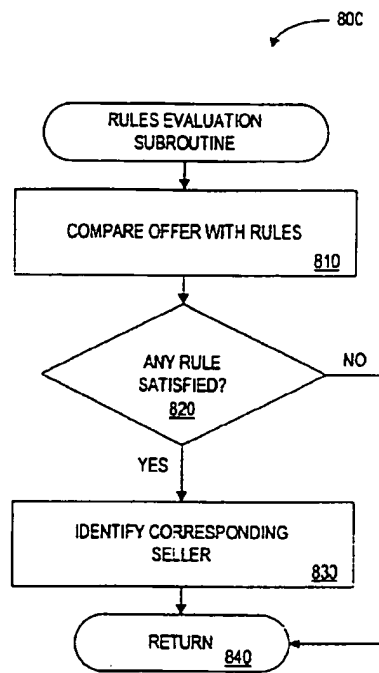 800
RULES EVALUATION
SUBROUTINE
COMPARE OFFER WITH RULES
810
ANY RULE
SATISFIED?
820
NO
YES
IDENTIFY CORRESPONDING
SELLER
830
RETURN
840